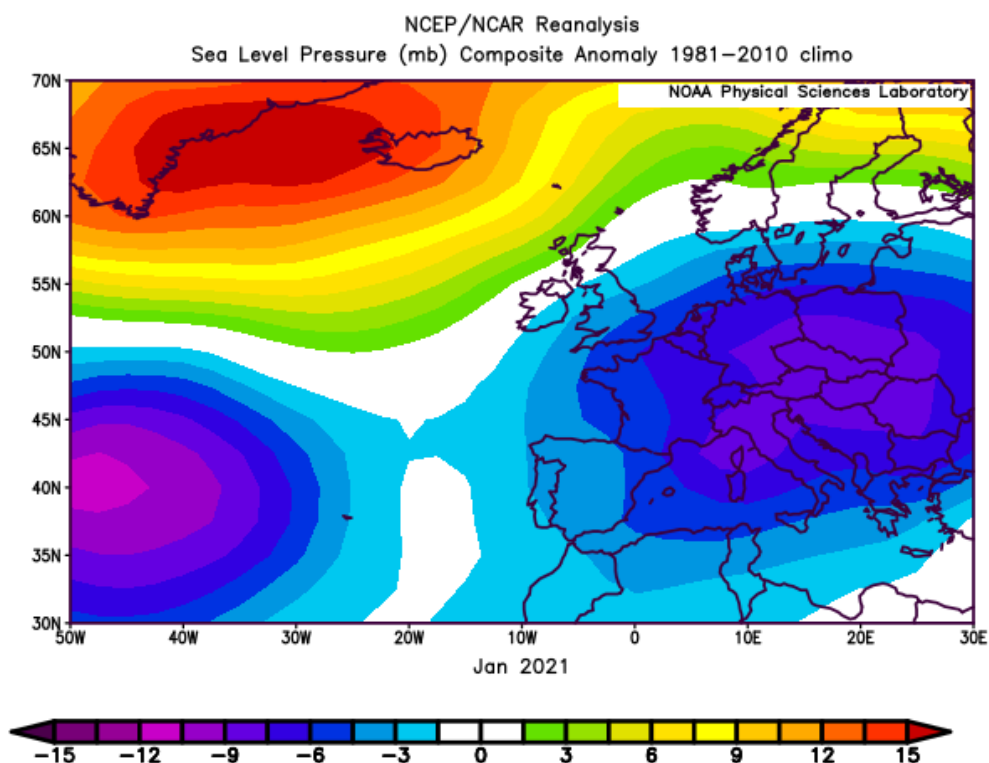 NCEP/NCAR Reanalysis
Sea Level Pressure (mb) Composite Anomaly 1981−2010 climo
NOAA Physical Sciences Laboratory
70N
65N
60N
55N
50N
45N
40N
35N
30N
50W 40W 30W 20W 10W 0 10E 20E 30E
Jan 2021
−15 −12 −9 −6 −3 0 3 6 9 12 15